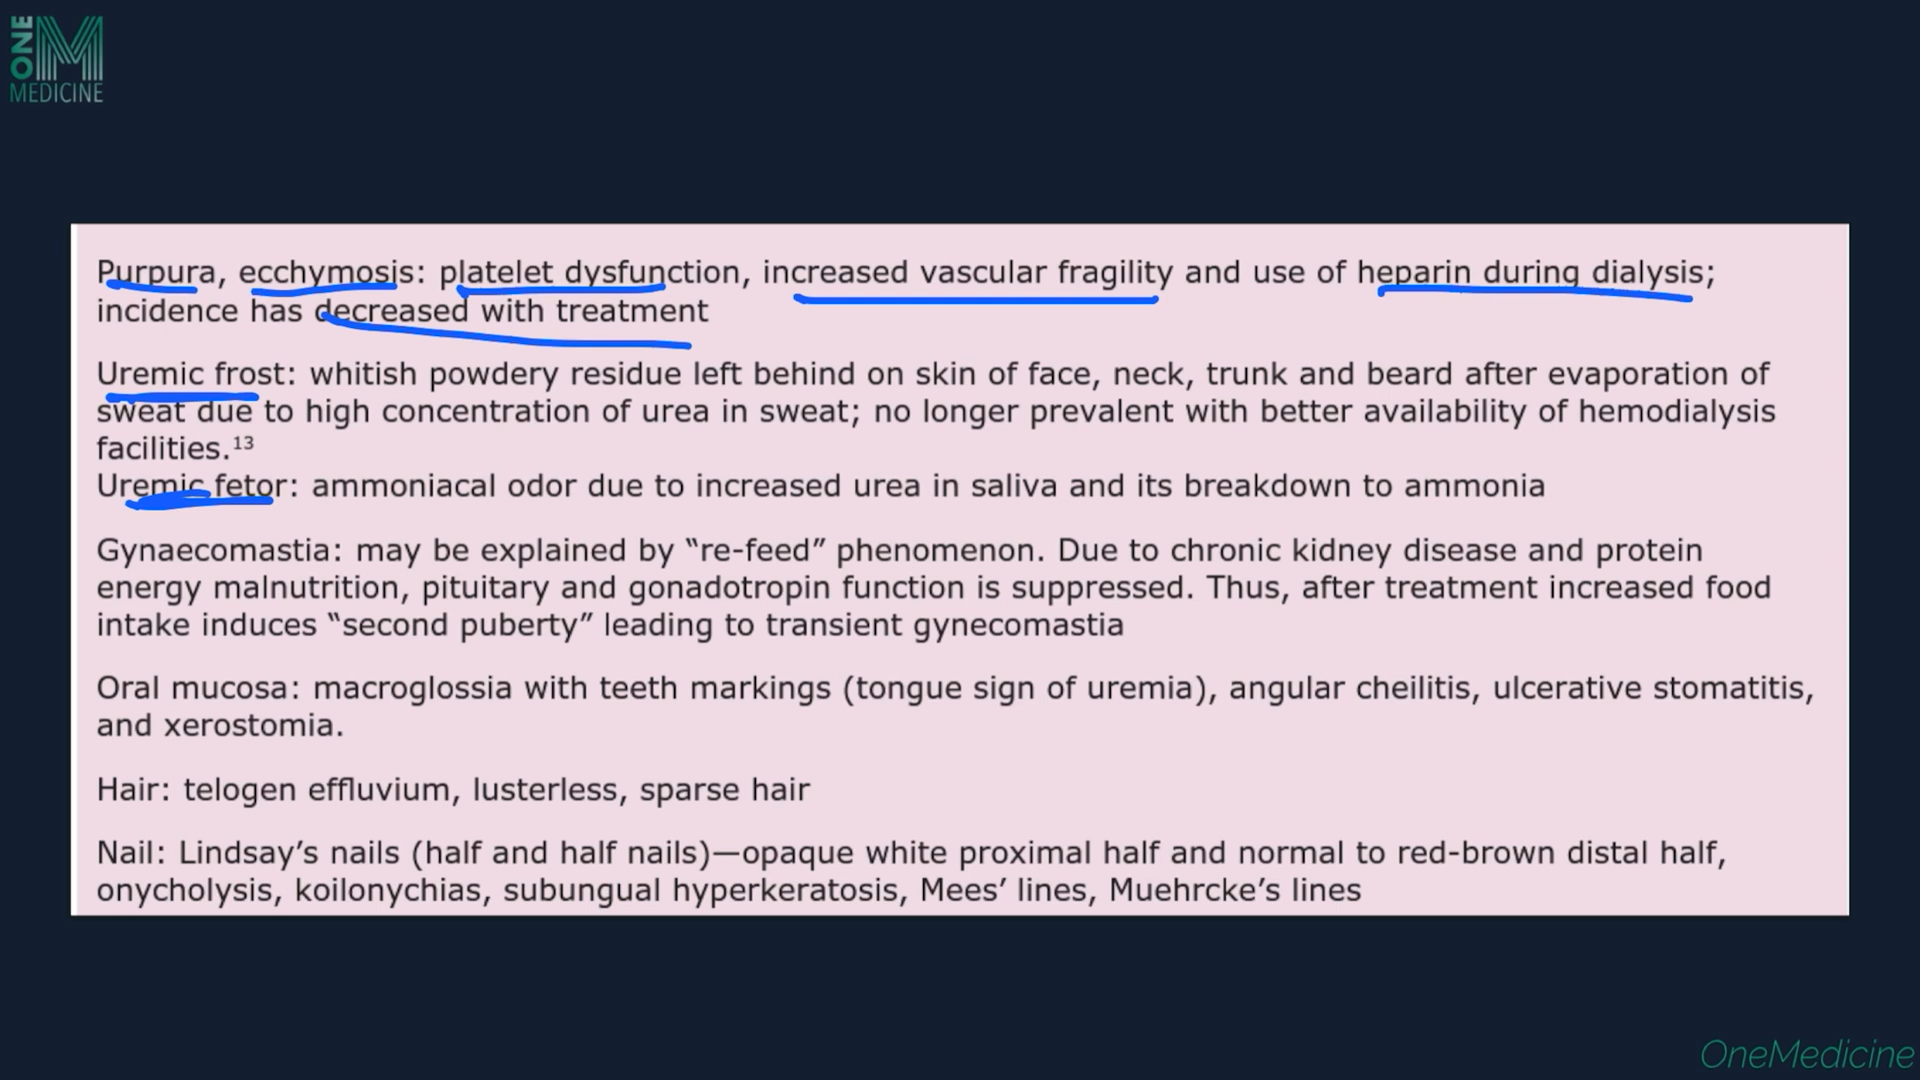 ONE
MEDICINE
Purpura, ecchymosis: platelet dysfunction, increased vascular fragility and use of heparin during dialysis;
incidence has decreased with treatment
Uremic frost: whitish powdery residue left behind on skin of face, neck, trunk and beard after evaporation of
sweat due to high concentration of urea in sweat; no longer prevalent with better availability of hemodialysis
facilities.¹³
Uremic fetor: ammoniacal odor due to increased urea in saliva and its breakdown to ammonia
Gynaecomastia: may be explained by “re-feed” phenomenon. Due to chronic kidney disease and protein
energy malnutrition, pituitary and gonadotropin function is suppressed. Thus, after treatment increased food
intake induces “second puberty” leading to transient gynecomastia
Oral mucosa: macroglossia with teeth markings (tongue sign of uremia), angular cheilitis, ulcerative stomatitis,
and xerostomia.
Hair: telogen effluvium, lusterless, sparse hair
Nail: Lindsay’s nails (half and half nails)—opaque white proximal half and normal to red-brown distal half,
onycholysis, koilonychias, subungual hyperkeratosis, Mees’ lines, Muehrcke’s lines
OneMedicine